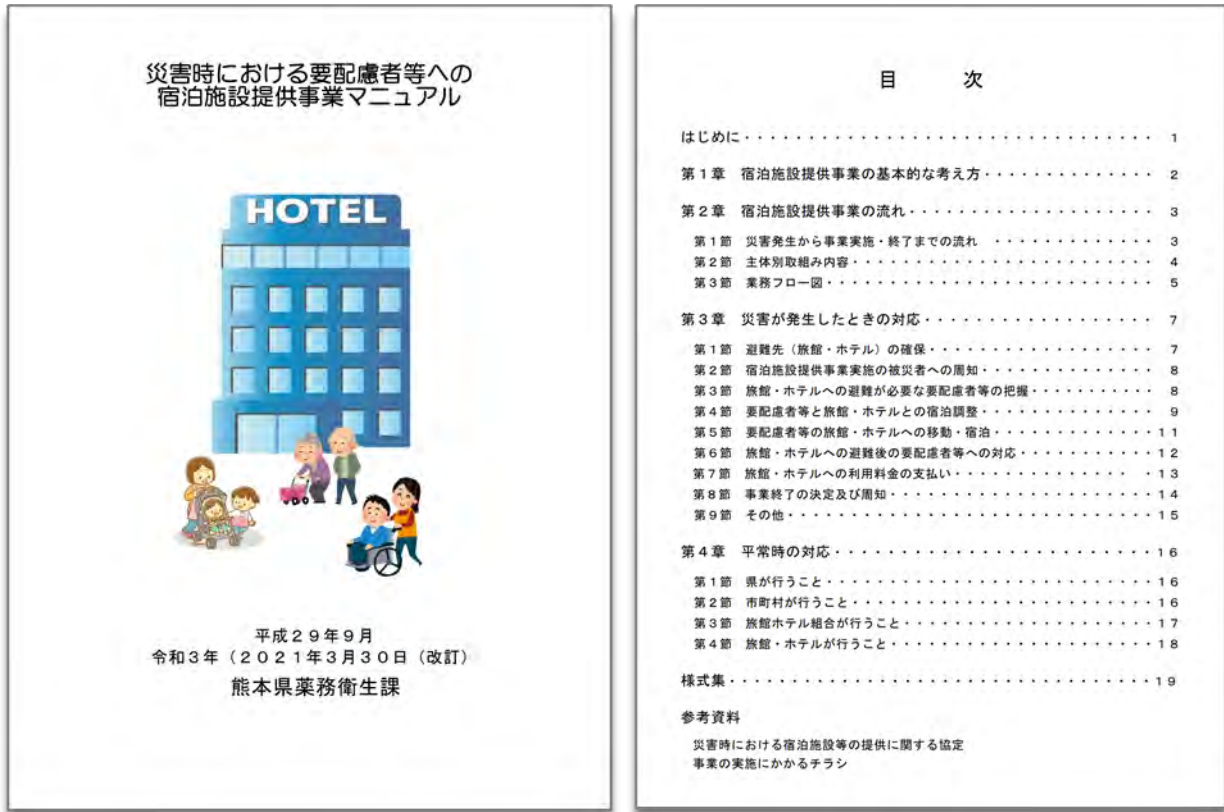 災害時における要配慮者等への
宿泊施設提供事業マニュアル
HOTEL
平成29年9月
令和3年（2021年3月30日（改訂）
熊本県薬務衛生課
目　　次
はじめに・・・・・・・・・・・・・・・・・・・・・・・・・・・・・・・・ 1
第1章　宿泊施設提供事業の基本的な考え方・・・・・・・・・・・・・・ 2
第2章　宿泊施設提供事業の流れ・・・・・・・・・・・・・・・・・・・ 3
第1節　災害発生から事業実施・終了までの流れ　・・・・・・・・・・・・・ 3
第2節　主体別取組み内容・・・・・・・・・・・・・・・・・・・・・・・ 4
第3節　業務フロー図・・・・・・・・・・・・・・・・・・・・・・・・・ 5
第3章　災害が発生したときの対応・・・・・・・・・・・・・・・・・・ 7
第1節　避難先（旅館・ホテル）の確保・・・・・・・・・・・・・・・・・・ 7
第2節　宿泊施設提供事業実施の被災者への周知・・・・・・・・・・・・・・ 8
第3節　旅館・ホテルへの避難が必要な要配慮者等の把握・・・・・・・・・・・ 8
第4節　要配慮者等と旅館・ホテルとの宿泊調整・・・・・・・・・・・・・・ 9
第5節　要配慮者等の旅館・ホテルへの移動・宿泊・・・・・・・・・・・・・11
第6節　旅館・ホテルへの避難後の要配慮者等への対応・・・・・・・・・・・12
第7節　旅館・ホテルへの利用料金の支払い・・・・・・・・・・・・・・・　13
第8節　事業終了の決定及び周知・・・・・・・・・・・・・・・・・・・・14
第9節　その他・・・・・・・・・・・・・・・・・・・・・・・・・・・・15
第4章　平常時の対応・・・・・・・・・・・・・・・・・・・・・・・・・16
第1節　県が行うこと・・・・・・・・・・・・・・・・・・・・・・・・・16
第2節　市町村が行うこと・・・・・・・・・・・・・・・・・・・・・・・16
第3節　旅館ホテル組合が行うこと・・・・・・・・・・・・・・・・・・・17
第4節　旅館・ホテルが行うこと・・・・・・・・・・・・・・・・・・・・18
様式集・・・・・・・・・・・・・・・・・・・・・・・・・・・・・・・・・19
参考資料
災害時における宿泊施設等の提供に関する協定
事業の実施にかかるチラシ